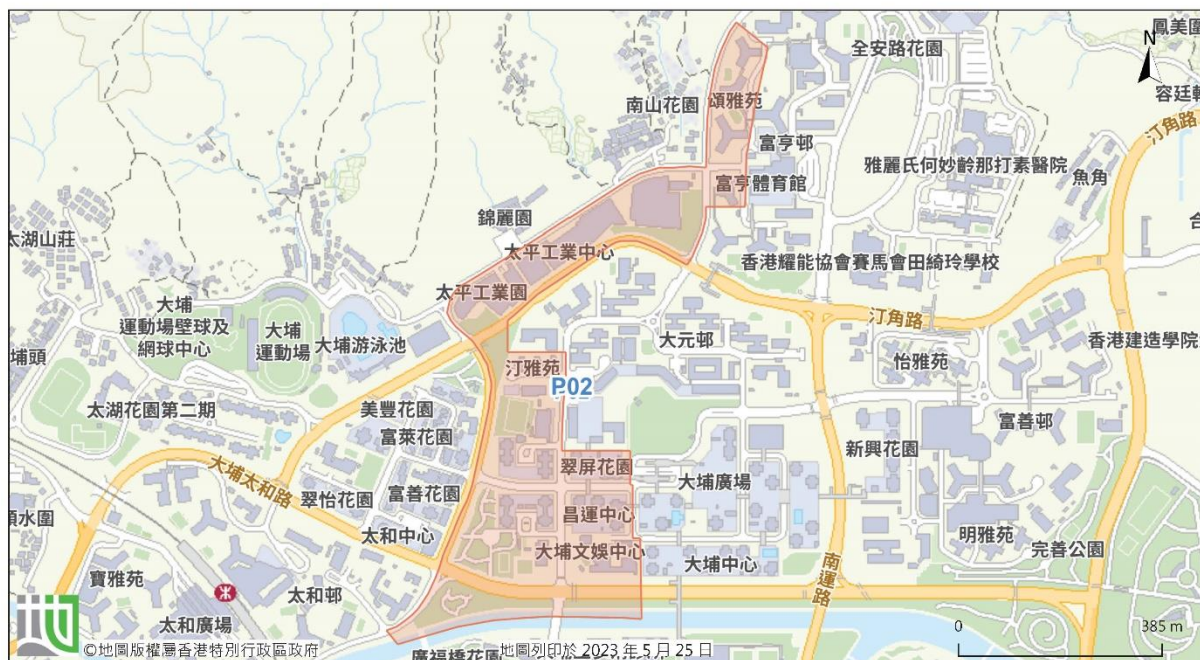 鳳美圍
N
全安路花園
容廷軒
南山花園
頌雅苑
汀角路
富亨邨
雅麗氏何妙齡那打素醫院
魚角
富亨體育館
錦麗園
太湖山莊
太平工業中心
香港耀能協會賽馬會田綺玲學校
太平工業園
大埔
運動場壁球及
網球中心
大埔
運動場
大埔游泳池
汀角路
大元邨
香港建造學院
埔頭
汀雅苑
怡雅苑
P02
太湖花園第二期
美豐花園
富萊花園
富善邨
新興花園
大埔太和路
翠屏花園
大埔廣場
翠怡花園
富善花園
昌運中心
太和中心
明雅苑
完善公園
大埔文娛中心
大埔中心
南運路
寶雅苑
太和邨
太和廣場
廣福橋花園
©地圖版權屬香港特別行政區政府
地圖列印於 2023 年 5 月 25 日
0
385 m